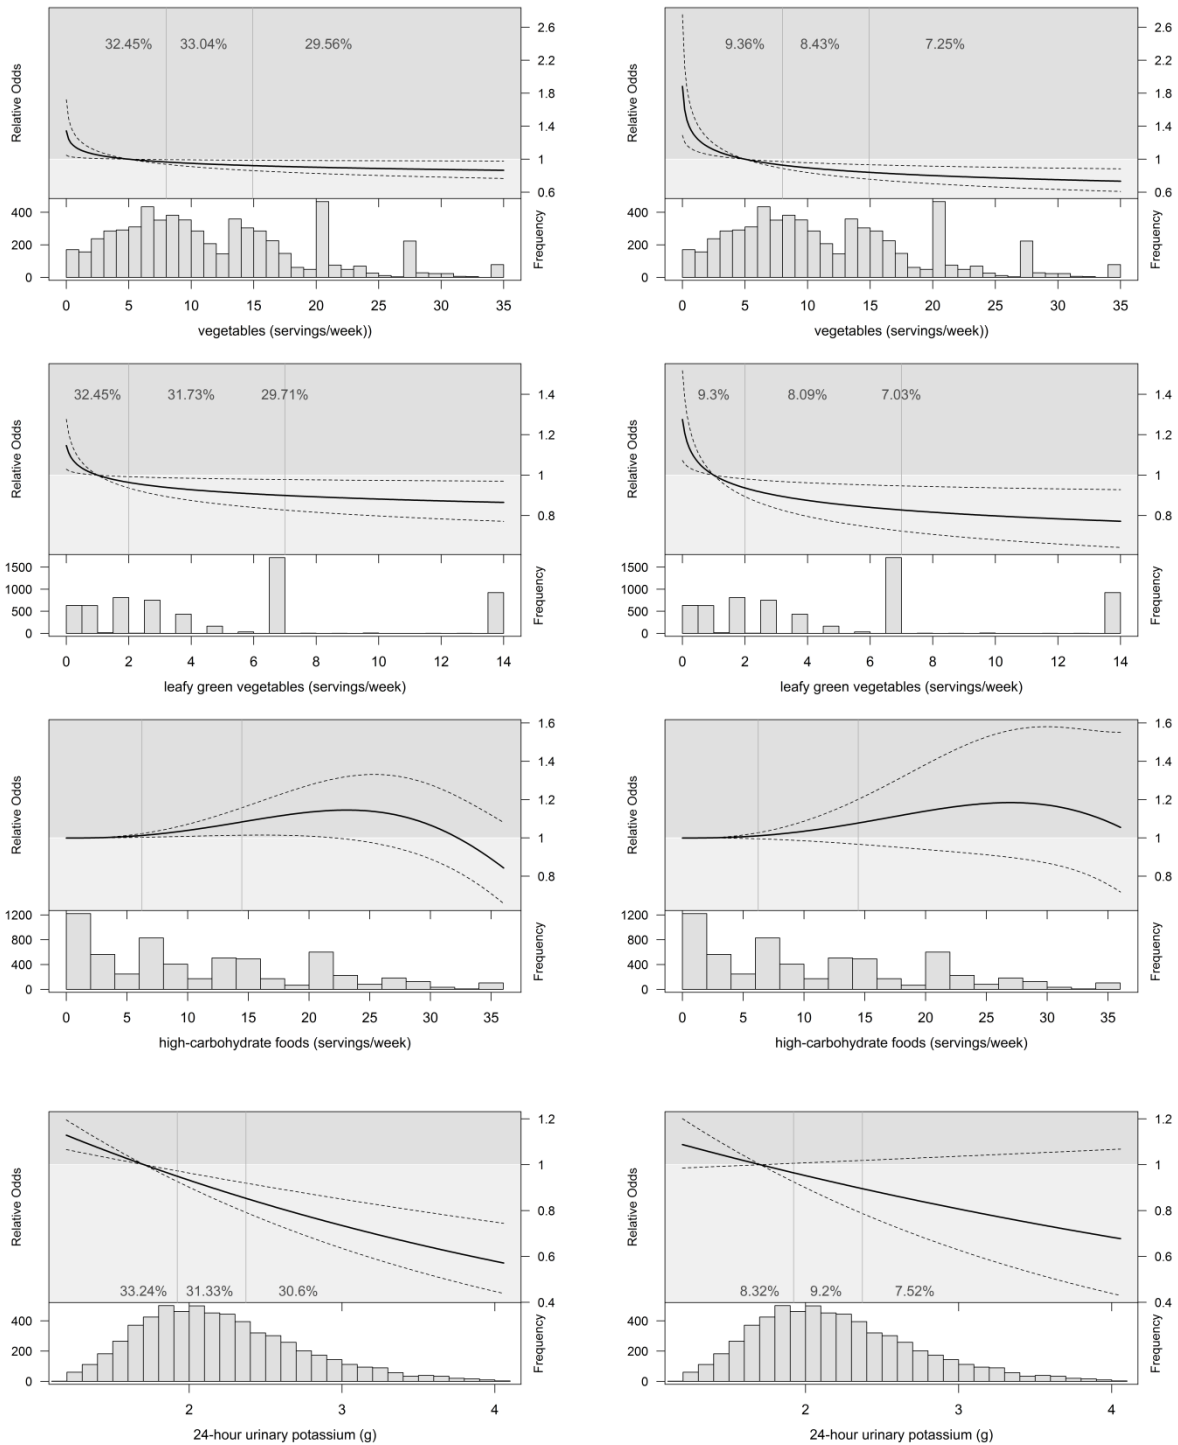 32.45% 33.04% 29.56%
Relative Odds
2.6
2.2
1.8
1.4
1
0.6
400
200
0
Frequency
0 5 10 15 20 25 30 35
vegetables (servings/week))
9.36% 8.43% 7.25%
Relative Odds
2.6
2.2
1.8
1.4
1
0.6
400
200
0
Frequency
0 5 10 15 20 25 30 35
vegetables (servings/week))
32.45% 31.73% 29.71%
Relative Odds
1.4
1.2
1
0.8
1500
1000
500
0
Frequency
0 2 4 6 8 10 12 14
leafy green vegetables (servings/week)
9.3% 8.09% 7.03%
Relative Odds
1.4
1.2
1
0.8
1500
1000
500
0
Frequency
0 2 4 6 8 10 12 14
leafy green vegetables (servings/week)
Relative Odds
1.6
1.4
1.2
1
0.8
1200
800
400
0
Frequency
0 5 10 15 20 25 30 35
high-carbohydrate foods (servings/week)
Relative Odds
1.6
1.4
1.2
1
0.8
1200
800
400
0
Frequency
0 5 10 15 20 25 30 35
high-carbohydrate foods (servings/week)
Relative Odds
1.2
1
0.8
0.6
0.4
33.24% 31.33% 30.6%
400
200
0
Frequency
2 3 4
24-hour urinary potassium (g)
Relative Odds
1.2
1
0.8
0.6
0.4
8.32% 9.2% 7.52%
400
200
0
Frequency
2 3 4
24-hour urinary potassium (g)